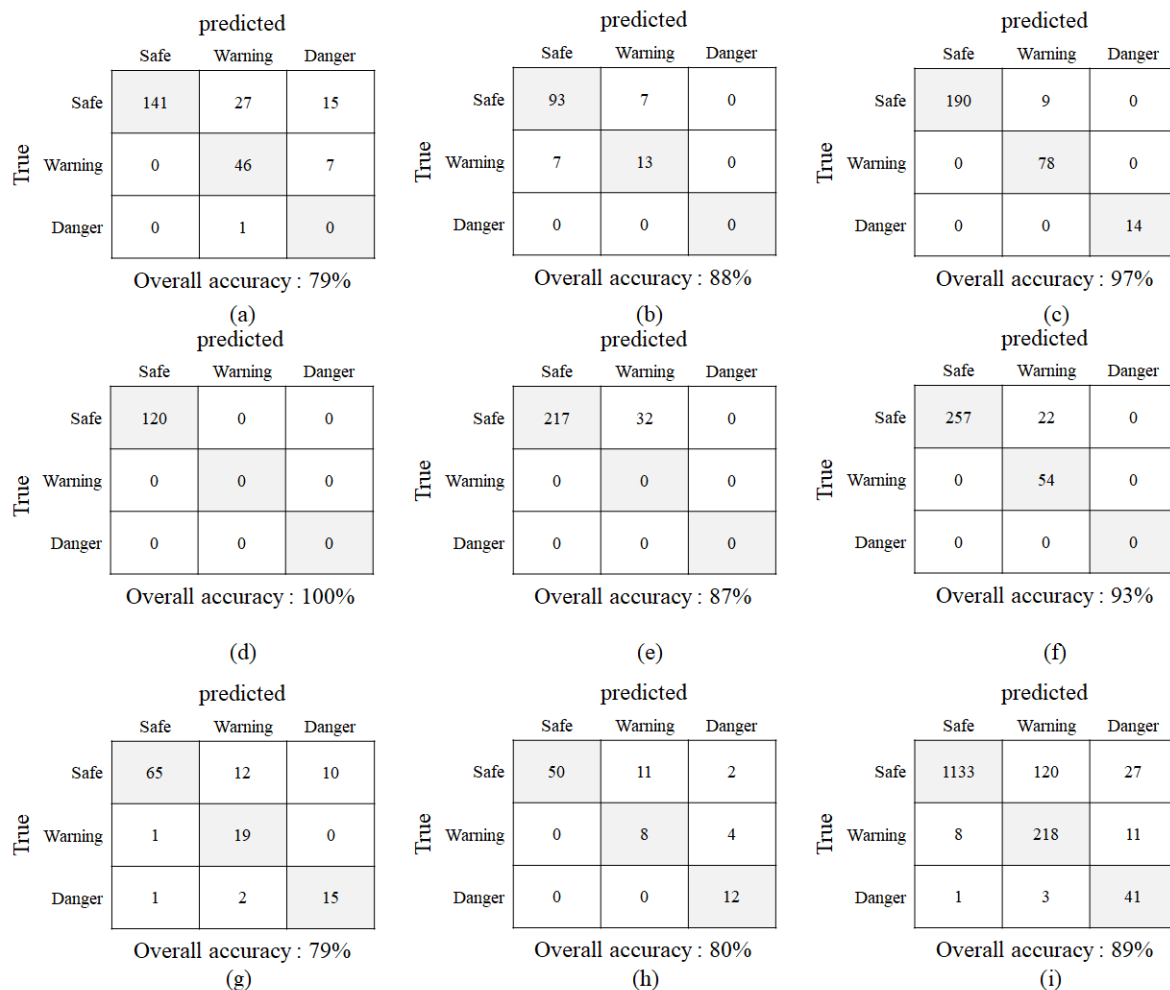 predicted predicted predicted
Safe Warning Danger Safe Warning Danger Safe Warning Danger
Safe 141 27 15 Safe 93 7 0 Safe 190 9 0
True Warning 0 46 7 True Warning 7 13 0 True Warning 0 78 0
Danger 0 1 0 Danger 0 0 0 Danger 0 0 14
Overall accuracy : 79% Overall accuracy : 88% Overall accuracy : 97%
(a) (b) (c)
predicted predicted predicted
Safe Warning Danger Safe Warning Danger Safe Warning Danger
Safe 120 0 0 Safe 217 32 0 Safe 257 22 0
True Warning 0 0 0 True Warning 0 0 0 True Warning 0 54 0
Danger 0 0 0 Danger 0 0 0 Danger 0 0 0
Overall accuracy : 100% Overall accuracy : 87% Overall accuracy : 93%
(d) (e) (f)
predicted predicted predicted
Safe Warning Danger Safe Warning Danger Safe Warning Danger
Safe 65 12 10 Safe 50 11 2 Safe 1133 120 27
True Warning 1 19 0 True Warning 0 8 4 True Warning 8 218 11
Danger 1 2 15 Danger 0 0 12 Danger 1 3 41
Overall accuracy : 79% Overall accuracy : 80% Overall accuracy : 89%
(g) (h) (i)